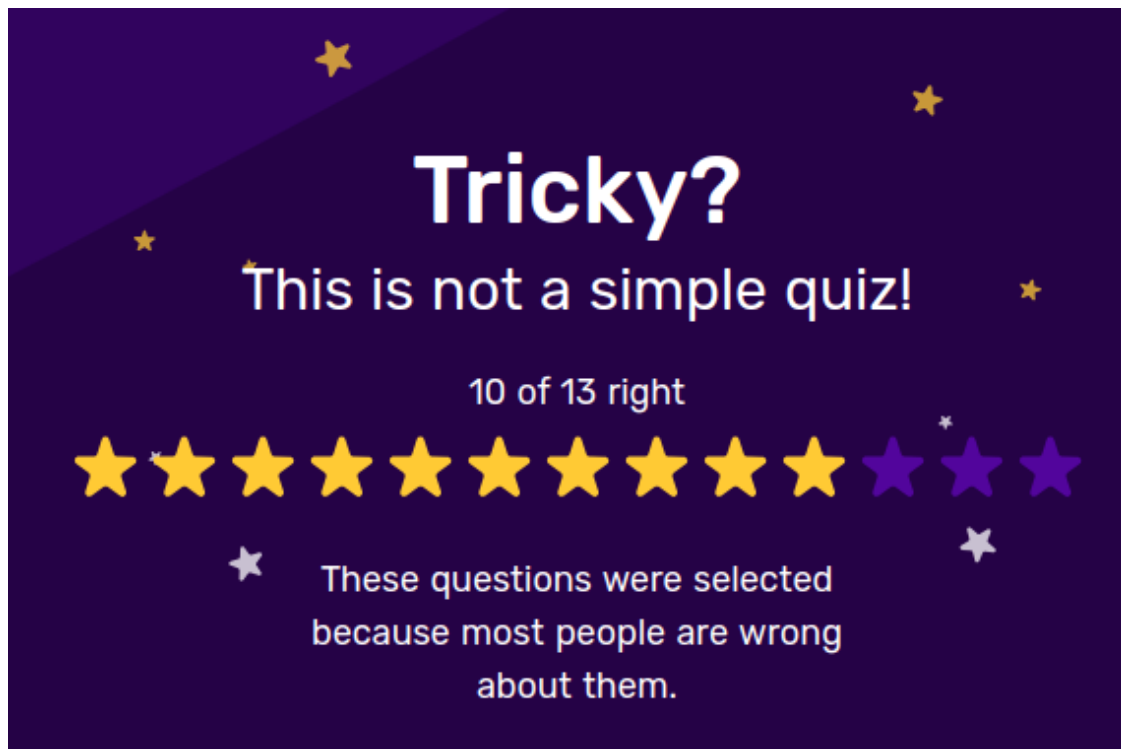 Tricky?
This is not a simple quiz!
10 of 13 right
These questions were selected
because most people are wrong
about them.